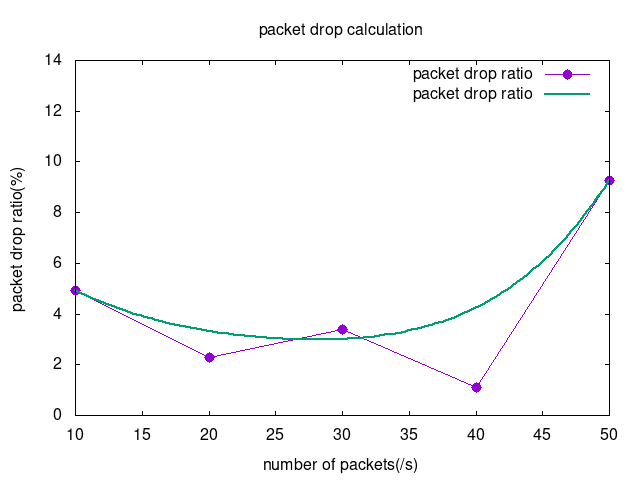 packet drop calculation
packet drop ratio
packet drop ratio
packet drop ratio(%)
14
12
10
8
6
4
2
0
10 15 20 25 30 35 40 45 50
number of packets(/s)